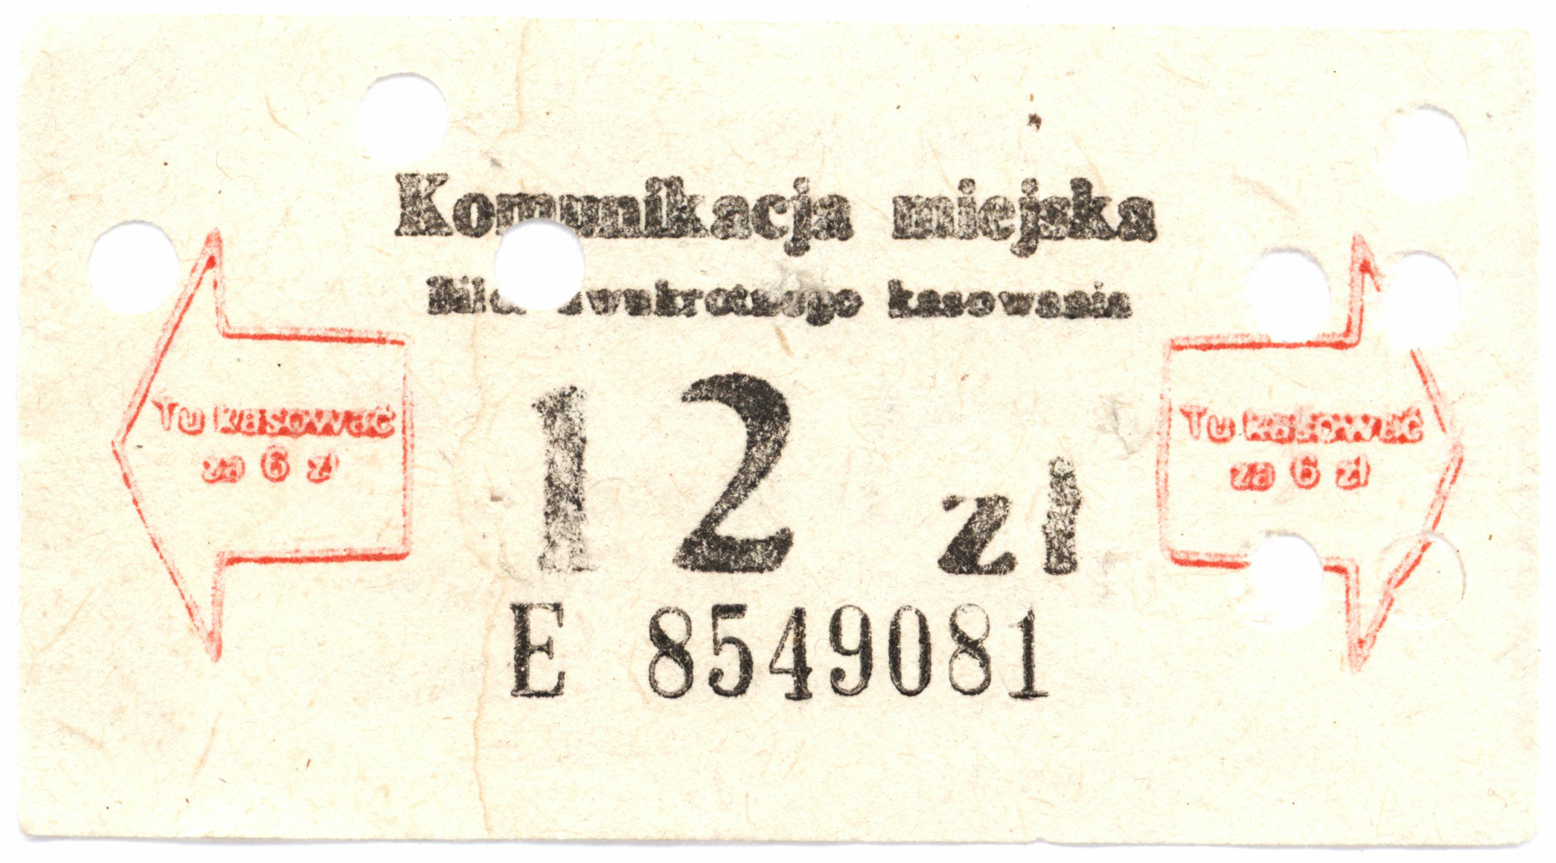 Komunikacja miejska
dwukrotnego kasowania
Tu kasować
za 6 zł
12 zł
Tu kasować
za 6 zł
E 8549081